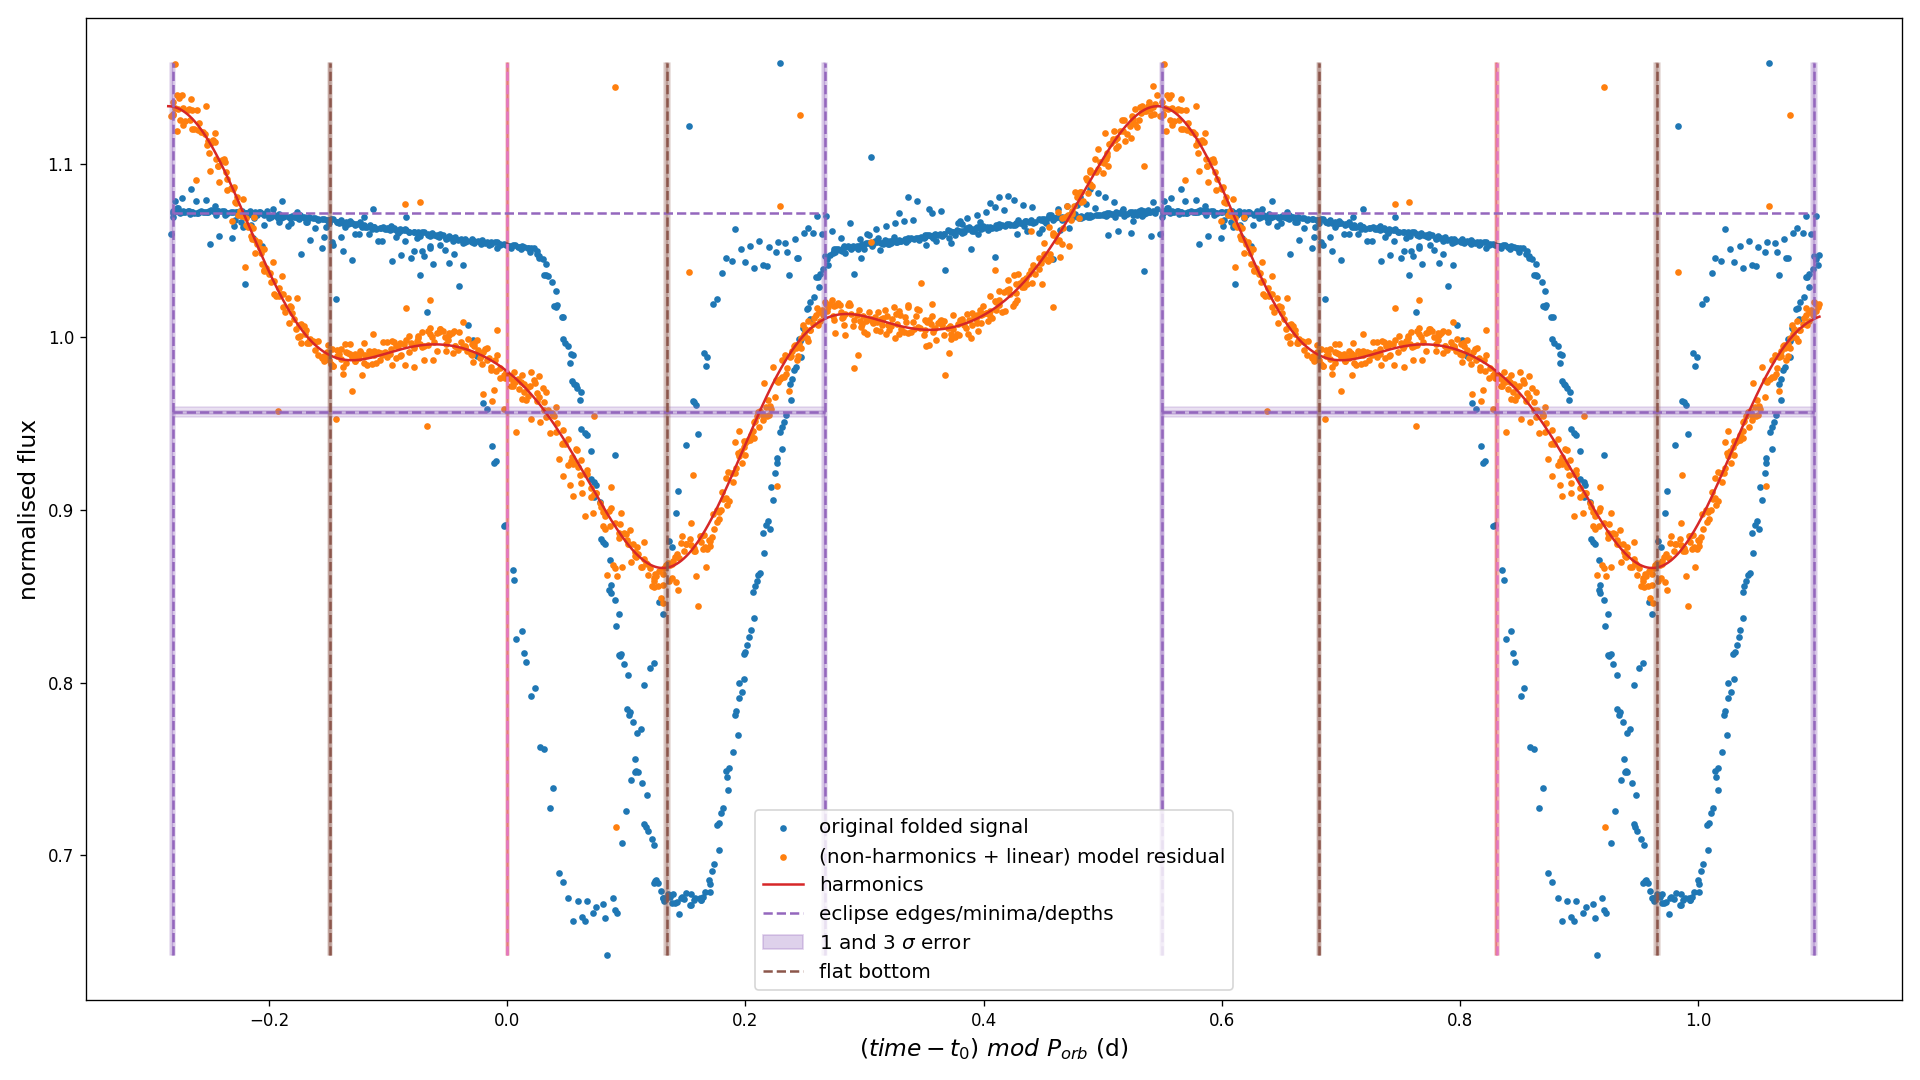 normalised flux
1.1
1.0
0.9
0.8
0.7
original folded signal
(non-harmonics + linear) model residual
harmonics
eclipse edges/minima/depths
1 and 3 σ error
flat bottom
−0.2 0.0 0.2 0.4 0.6 0.8 1.0
(time − t₀) mod Pₒᵣb (d)